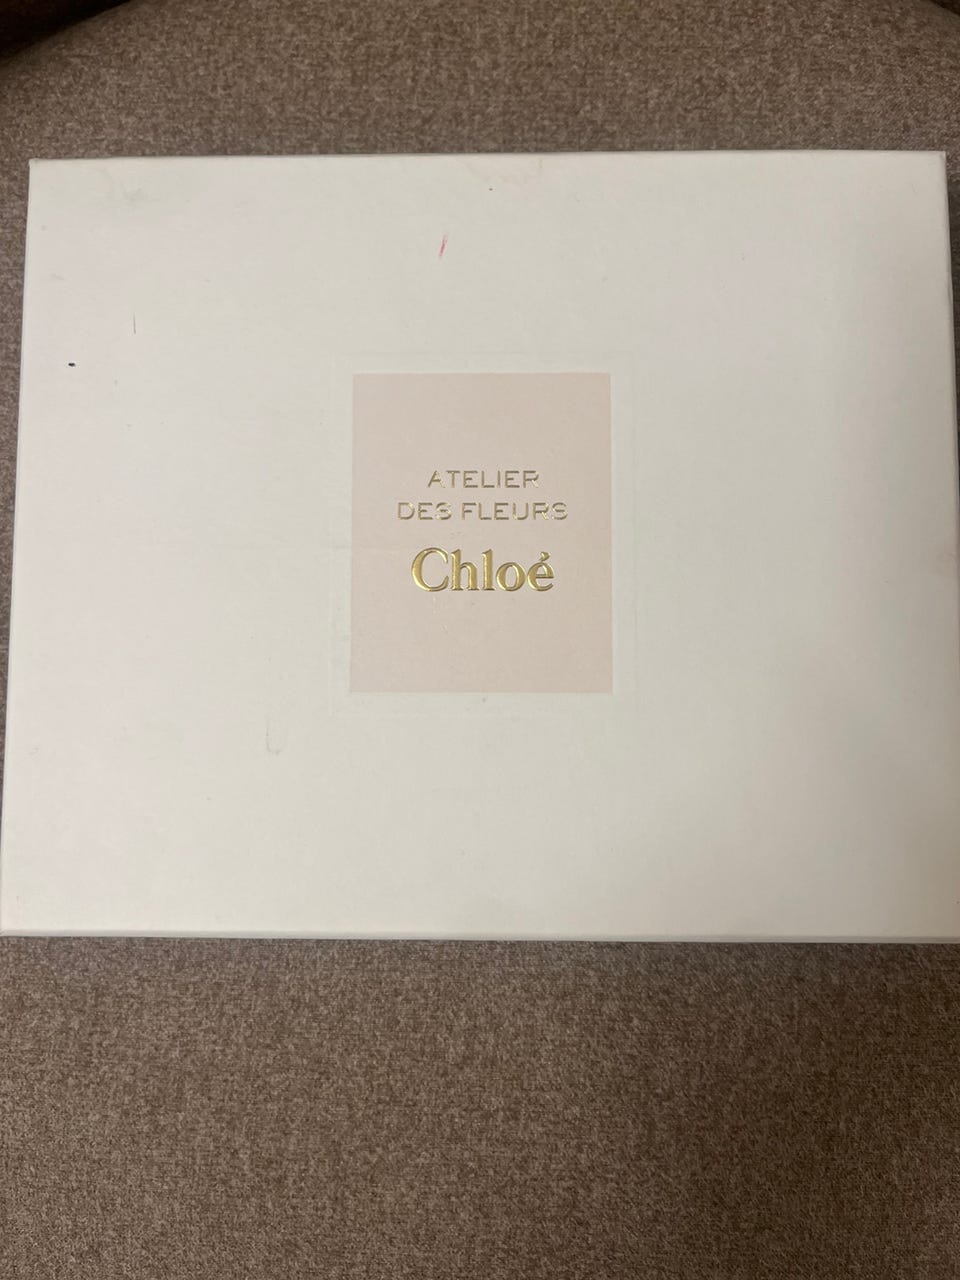 ATELIER
DES FLEURS
Chloé